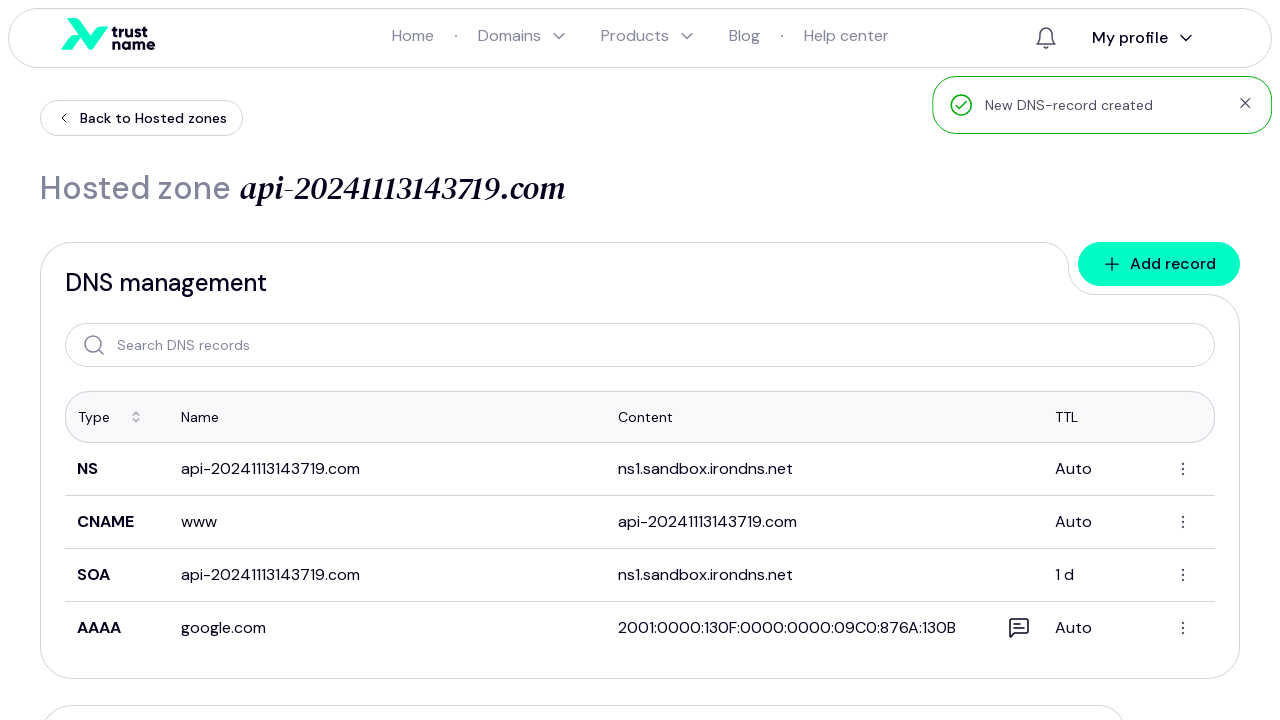 trust
name
Home · Domains Products Blog · Help center
My profile
New DNS-record created
Back to Hosted zones
Hosted zone api-20241113143719.com
DNS management
Add record
Search DNS records
Type Name Content TTL
NS api-20241113143719.com ns1.sandbox.irondns.net Auto
CNAME www api-20241113143719.com Auto
SOA api-20241113143719.com ns1.sandbox.irondns.net 1 d
AAAA google.com 2001:0000:130F:0000:0000:09C0:876A:130B Auto